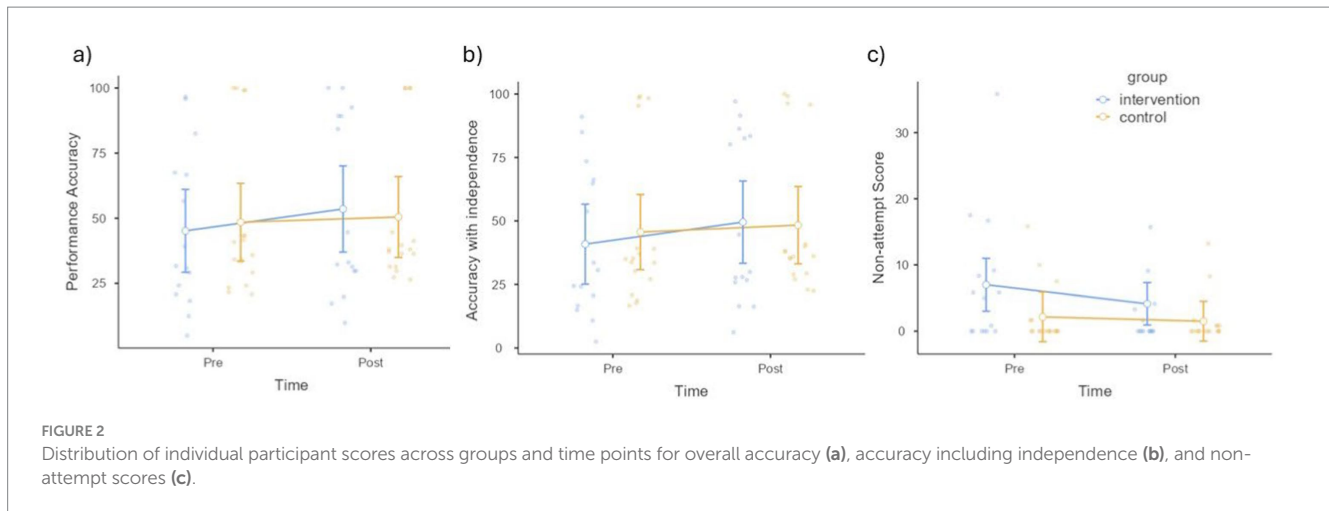 a)
100
75
50
25
Performance Accuracy
Pre
Post
Time
b)
100
75
50
25
0
Accuracy with independence
Pre
Post
Time
c)
group
intervention
control
30
20
10
0
Non-attempt Score
Pre
Post
Time
FIGURE 2
Distribution of individual participant scores across groups and time points for overall accuracy (a), accuracy including independence (b), and non-
attempt scores (c).